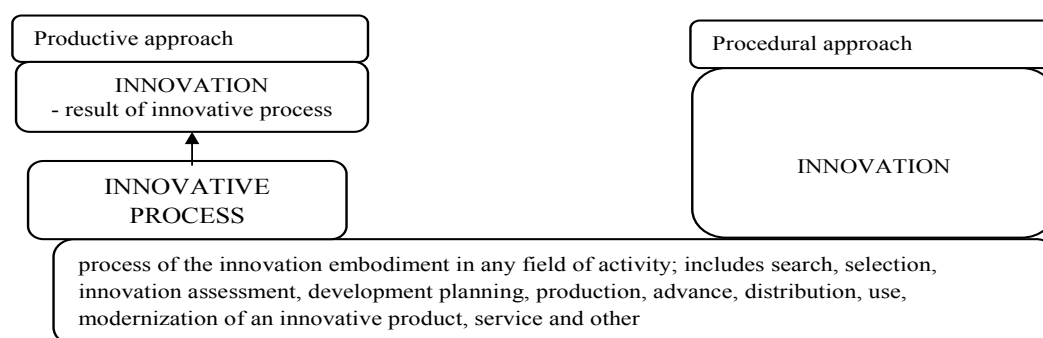 Productive approach
INNOVATION
- result of innovative process
INNOVATIVE
PROCESS
Procedural approach
INNOVATION
process of the innovation embodiment in any field of activity; includes search, selection,
innovation assessment, development planning, production, advance, distribution, use,
modernization of an innovative product, service and other